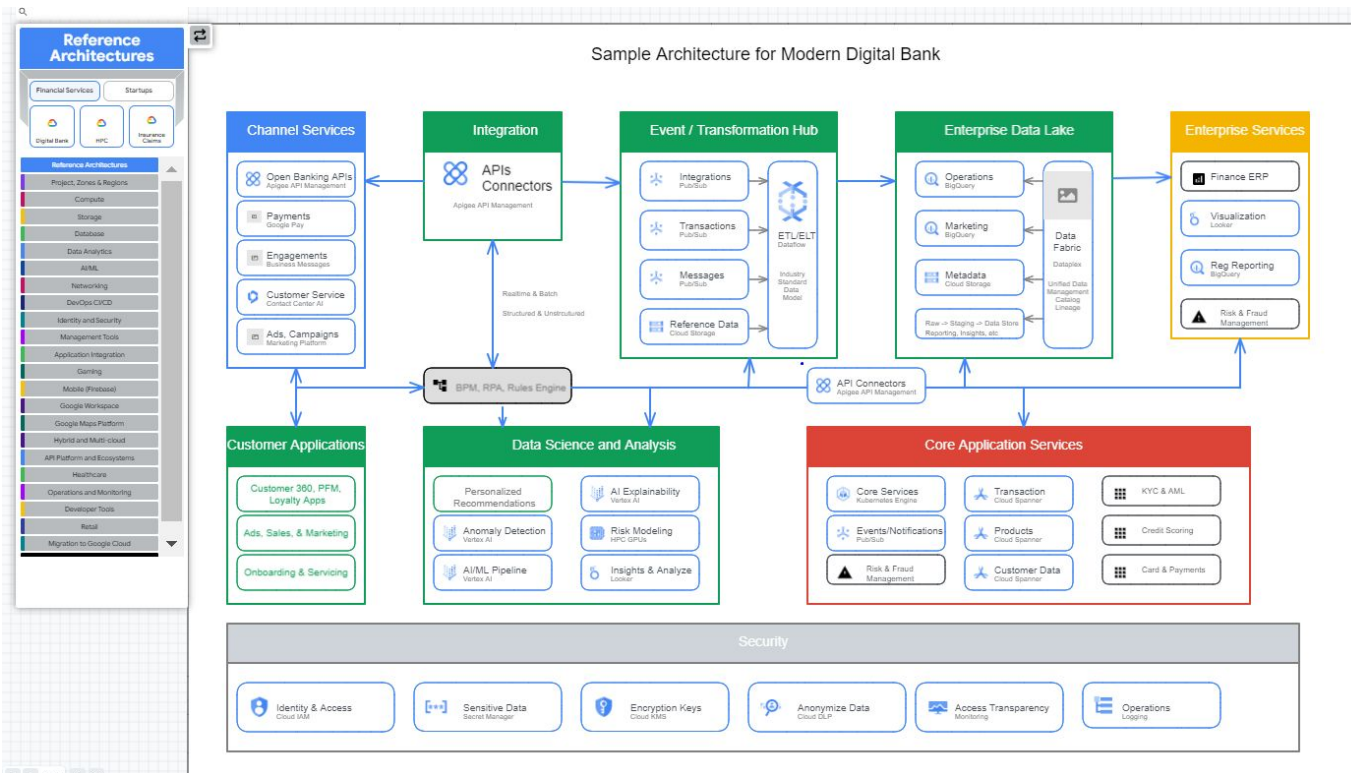 Reference
Architectures
Financial Services
Startups
Digital Bank
HPC
Insurance
Claims
Reference Architectures
Project, Zones & Regions
Compute
Storage
Database
Data Analytics
AI/ML
Networking
DevOps CI/CD
Identity and Security
Management Tools
Application Integration
Gaming
Mobile (Firebase)
Google Workspace
Google Maps Platform
Hybrid and Multi-cloud
API Platform and Ecosystems
Healthcare
Operations and Monitoring
Developer Tools
Retail
Migration to Google Cloud
Sample Architecture for Modern Digital Bank
Channel Services
Open Banking APIs
Apigee API Management
Payments
Google Pay
Engagements
Business Messages
Customer Service
Contact Center AI
Ads, Campaigns
Marketing Platform
Integration
APIs
Connectors
Apigee API Management
Realtime & Batch
Structured & Unstrcutured
Event / Transformation Hub
Integrations
Pub/Sub
Transactions
Pub/Sub
Messages
Pub/Sub
Reference Data
Cloud Storage
ETL/ELT
Dataflow
Industry
Standard
Data
Model
Enterprise Data Lake
Operations
BigQuery
Marketing
BigQuery
Metadata
Cloud Storage
Raw -> Staging -> Data Store
Reporting, Insights, etc
Data
Fabric
Dataplex
Unified Data
Management
Catalog
Lineage
Enterprise Services
Finance ERP
Visualization
Looker
Reg Reporting
BigQuery
Risk & Fraud
Management
BPM, RPA, Rules Engine
API Connectors
Apigee API Management
Customer Applications
Customer 360, PFM,
Loyalty Apps
Ads, Sales, & Marketing
Onboarding & Servicing
Data Science and Analysis
Personalized
Recommendations
Anomaly Detection
Vertex AI
AI/ML Pipeline
Vertex AI
AI Explainability
Vertex AI
Risk Modeling
HPC GPUs
Insights & Analyze
Looker
Core Application Services
Core Services
Kubernetes Engine
Events/Notifications
Pub/Sub
Risk & Fraud
Management
Transaction
Cloud Spanner
Products
Cloud Spanner
Customer Data
Cloud Spanner
KYC & AML
Credit Scoring
Card & Payments
Security
Identity & Access
Cloud IAM
Sensitive Data
Secret Manager
Encryption Keys
Cloud KMS
Anonymize Data
Cloud DLP
Access Transparency
Monitoring
Operations
Logging